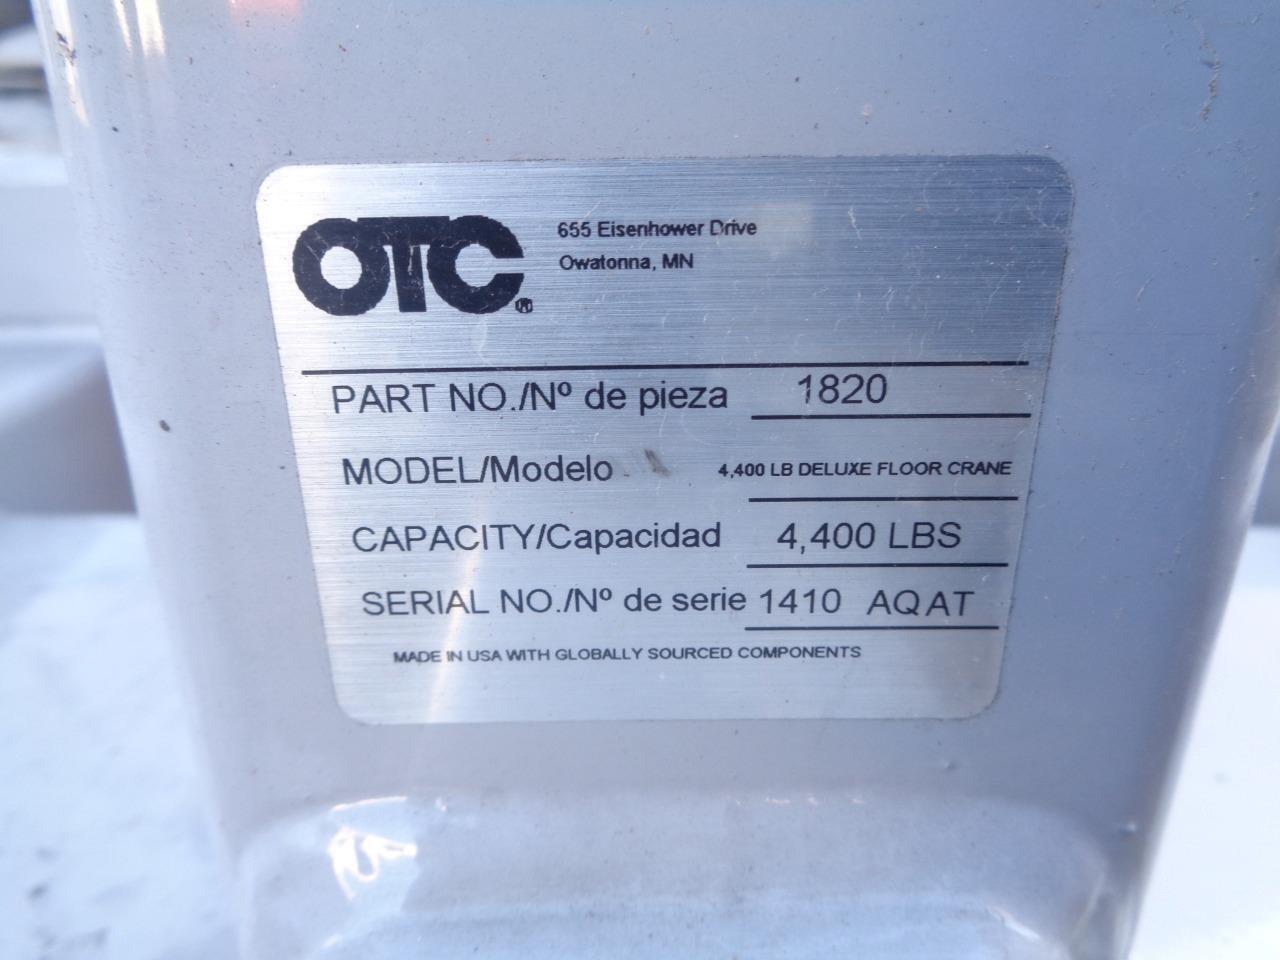 OTC®
655 Eisenhower Drive
Owatonna, MN
PART NO./Nº de pieza 1820
MODEL/Modelo 4,400 LB DELUXE FLOOR CRANE
CAPACITY/Capacidad 4,400 LBS
SERIAL NO./Nº de serie 1410 AQAT
MADE IN USA WITH GLOBALLY SOURCED COMPONENTS